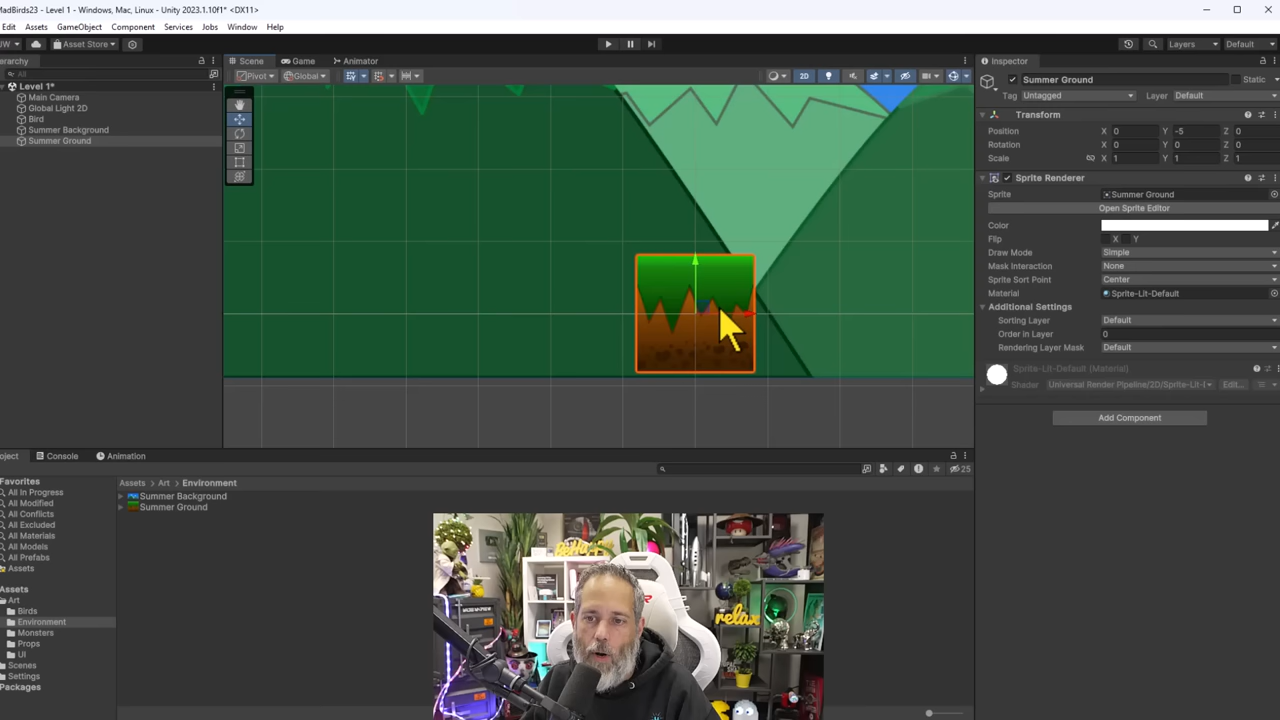 MadBirds23 - Level 1 - Windows, Mac, Linux - Unity 2023.1.10f1* <DX11>
Edit Assets GameObject Component Services Jobs Window Help
JW Asset Store Layers Default
erarchy Scene Game Animator Inspector
All
Pivot Global 2D
Level 1*
Main Camera
Global Light 2D
Bird
Summer Background
Summer Ground
Summer Ground Static
Tag Untagged Layer Default
Transform
Position X 0 Y -5 Z 0
Rotation X 0 Y 0 Z 0
Scale X 1 Y 1 Z 1
Sprite Renderer
Sprite Summer Ground
Open Sprite Editor
Color
Flip X Y
Draw Mode Simple
Mask Interaction None
Sprite Sort Point Center
Material Sprite-Lit-Default
Additional Settings
Sorting Layer Default
Order in Layer 0
Rendering Layer Mask Default
Sprite-Lit-Default (Material)
Shader Universal Render Pipeline/2D/Sprite-Lit-D Edit...
Add Component
oject Console Animation
25
Favorites
All In Progress
All Modified
All Conflicts
All Excluded
All Materials
All Models
All Prefabs
Assets
Assets
Art
Birds
Environment
Monsters
Props
UI
Scenes
Settings
Packages
Assets Art Environment
Summer Background
Summer Ground
BeHappy
relax